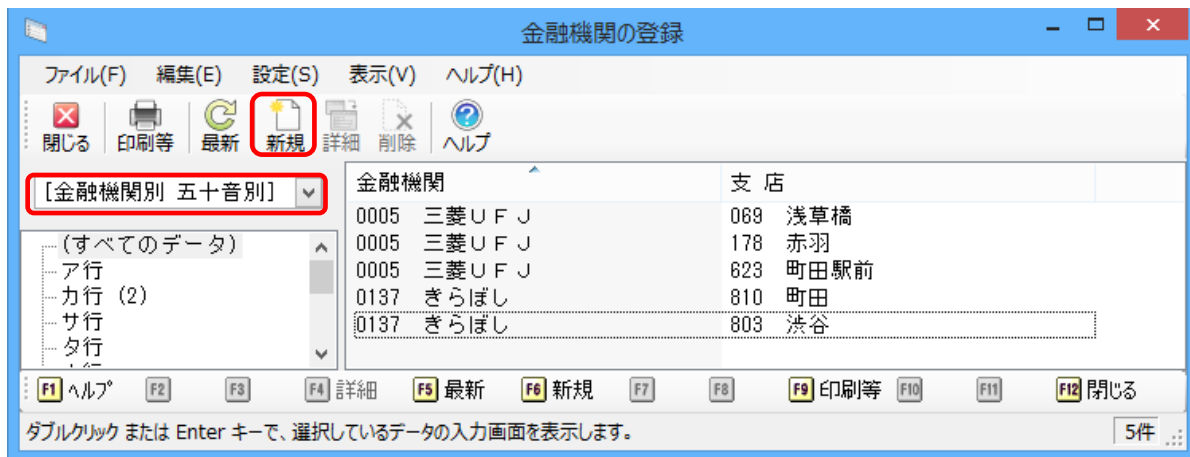 金融機関の登録
ファイル(F) 編集(E) 設定(S) 表示(V) ヘルプ(H)
閉じる 印刷等 最新 新規 詳細 削除 ヘルプ
[金融機関別 五十音別]
(すべてのデータ)
ア行
カ行 (2)
サ行
タ行
金融機関 支 店
0005 三菱UFJ 069 浅草橋
0005 三菱UFJ 178 赤羽
0005 三菱UFJ 623 町田駅前
0137 きらぼし 810 町田
0137 きらぼし 803 渋谷
F1 ヘルプ F2 F3 F4 詳細 F5 最新 F6 新規 F7 F8 F9 印刷等 F10 F11 F12 閉じる
ダブルクリック または Enter キーで、選択しているデータの入力画面を表示します。 5件